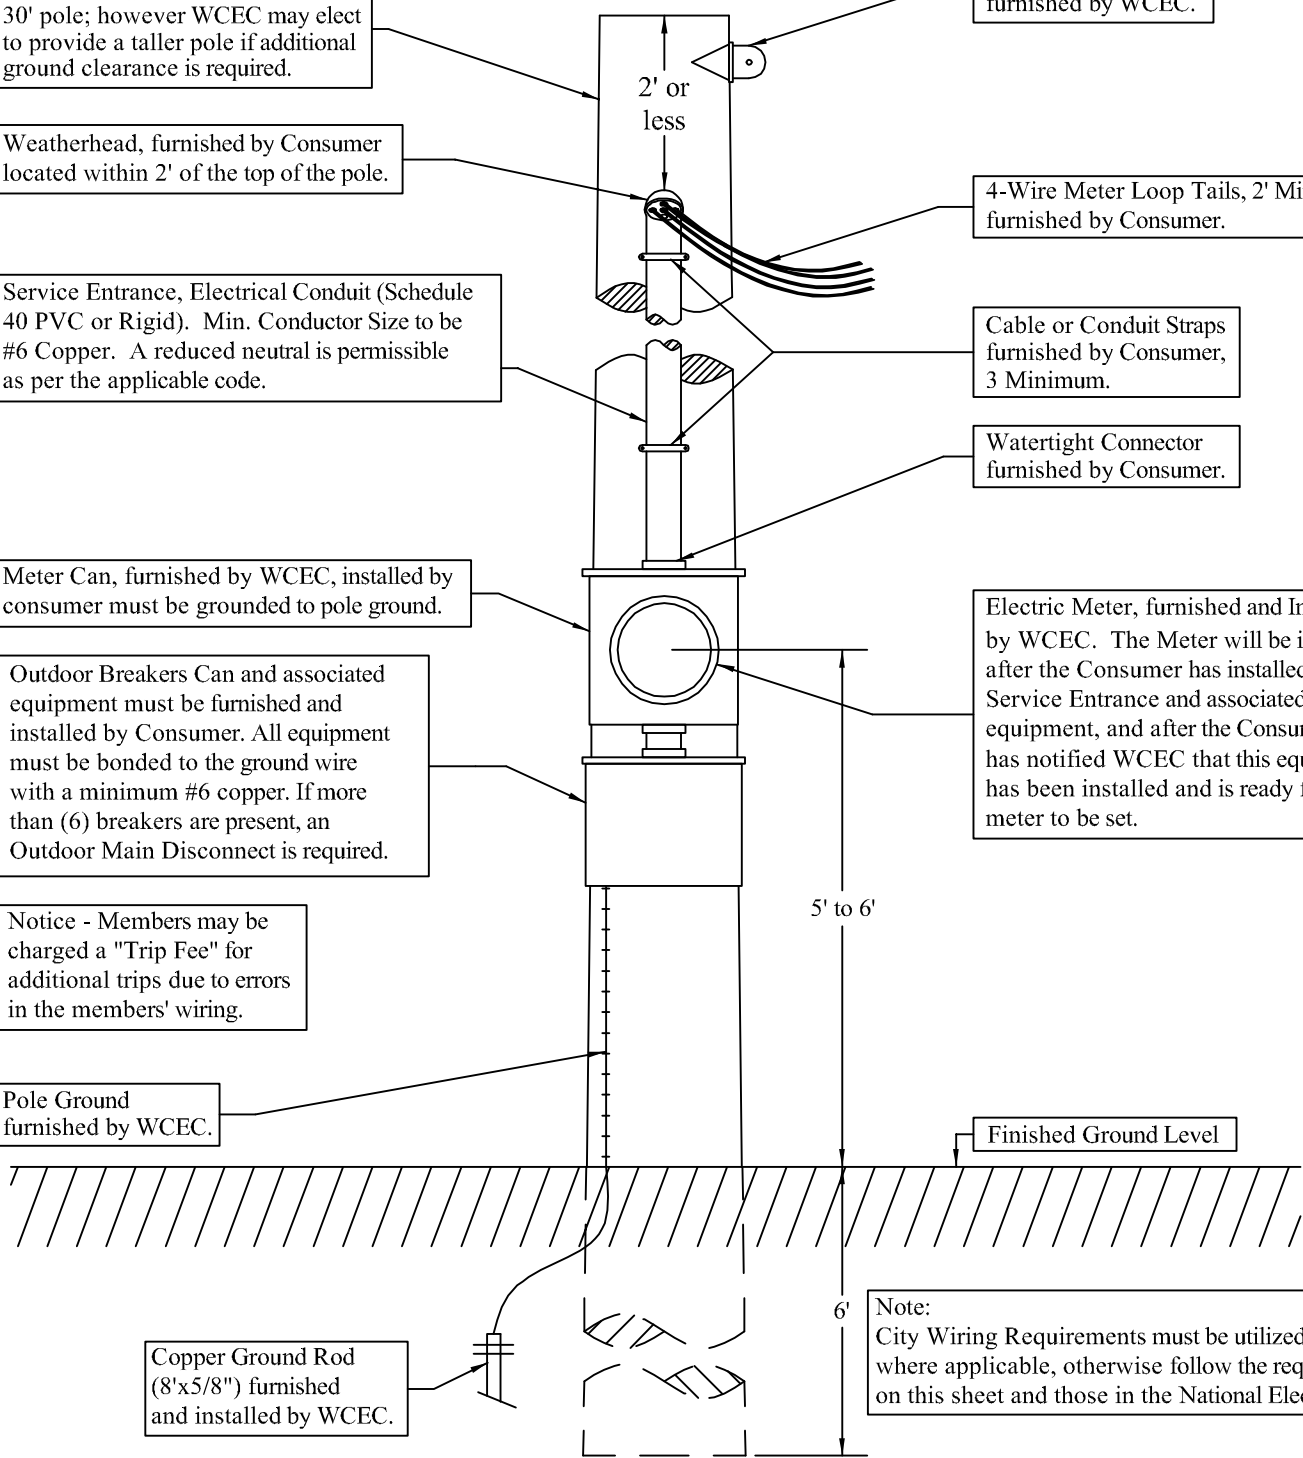 30' pole; however WCEC may elect
to provide a taller pole if additional
ground clearance is required.
furnished by WCEC.
2' or
less
Weatherhead, furnished by Consumer
located within 2' of the top of the pole.
4-Wire Meter Loop Tails, 2'
furnished by Consumer.
Service Entrance, Electrical Conduit (Schedule
40 PVC or Rigid). Min. Conductor Size to be
#6 Copper. A reduced neutral is permissible
as per the applicable code.
Cable or Conduit Straps
furnished by Consumer,
3 Minimum.
Watertight Connector
furnished by Consumer.
Meter Can, furnished by WCEC, installed by
consumer must be grounded to pole ground.
Electric Meter, furnished and
by WCEC. The Meter will be
after the Consumer has installed
Service Entrance and associated
equipment, and after the
has notified WCEC that this
has been installed and is ready
meter to be set.
Outdoor Breakers Can and associated
equipment must be furnished and
installed by Consumer. All equipment
must be bonded to the ground wire
with a minimum #6 copper. If more
than (6) breakers are present, an
Outdoor Main Disconnect is required.
5' to 6'
Notice - Members may be
charged a "Trip Fee" for
additional trips due to errors
in the members' wiring.
Pole Ground
furnished by WCEC.
Finished Ground Level
6'
Note:
City Wiring Requirements must be utilized
where applicable, otherwise follow the
on this sheet and those in the National
Copper Ground Rod
(8'x5/8") furnished
and installed by WCEC.